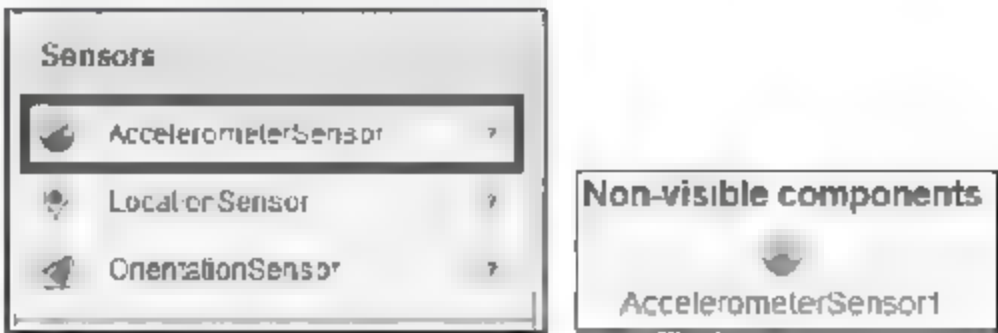 Sensors
AccelerometerSensor ?
LocationSensor ?
OrientationSensor ?
Non-visible components
AccelerometerSensor1